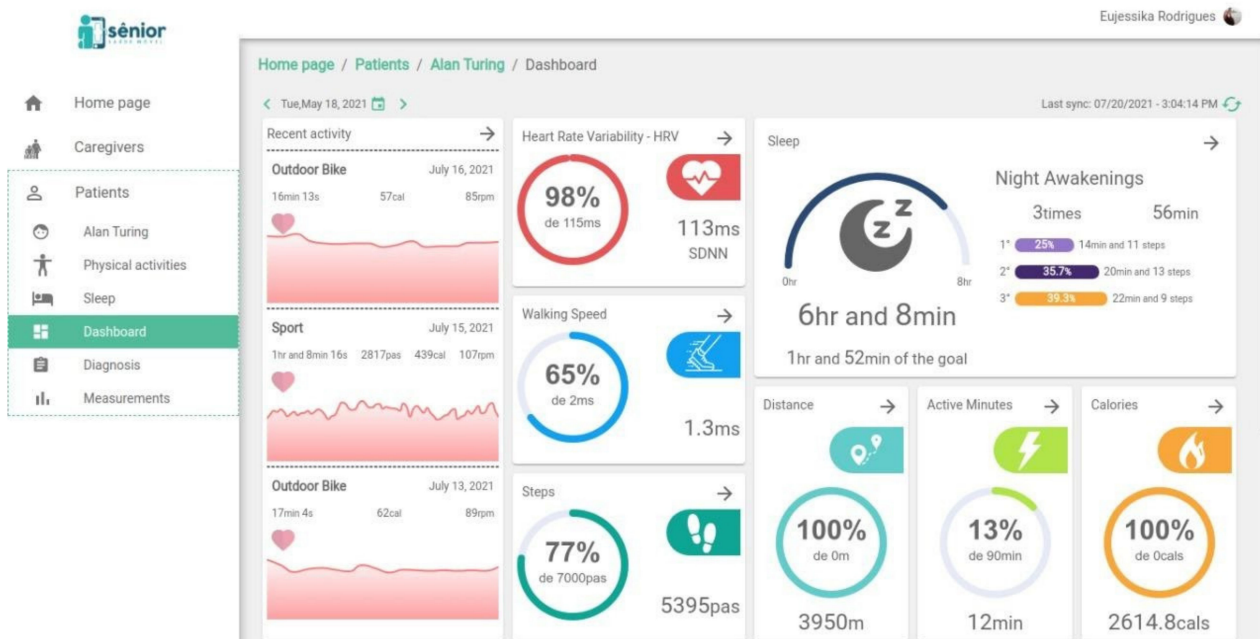 sênior
SAÚDE MÓVEL
Eujessika Rodrigues
Home page
Caregivers
Patients
Alan Turing
Physical activities
Sleep
Dashboard
Diagnosis
Measurements
Home page / Patients / Alan Turing / Dashboard
Tue,May 18, 2021
Last sync: 07/20/2021 - 3:04:14 PM
Recent activity
Outdoor Bike July 16, 2021
16min 13s 57cal 85rpm
Sport July 15, 2021
1hr and 8min 16s 2817pas 439cal 107rpm
Outdoor Bike July 13, 2021
17min 4s 62cal 89rpm
Heart Rate Variability - HRV
98%
de 115ms
113ms
SDNN
Walking Speed
65%
de 2ms
1.3ms
Steps
77%
de 7000pas
5395pas
Sleep
z z
0hr
8hr
6hr and 8min
1hr and 52min of the goal
Night Awakenings
3times 56min
1° 25% 14min and 11 steps
2° 35.7% 20min and 13 steps
3° 39.3% 22min and 9 steps
Distance
100%
de 0m
3950m
Active Minutes
13%
de 90min
12min
Calories
100%
de 0cals
2614.8cals